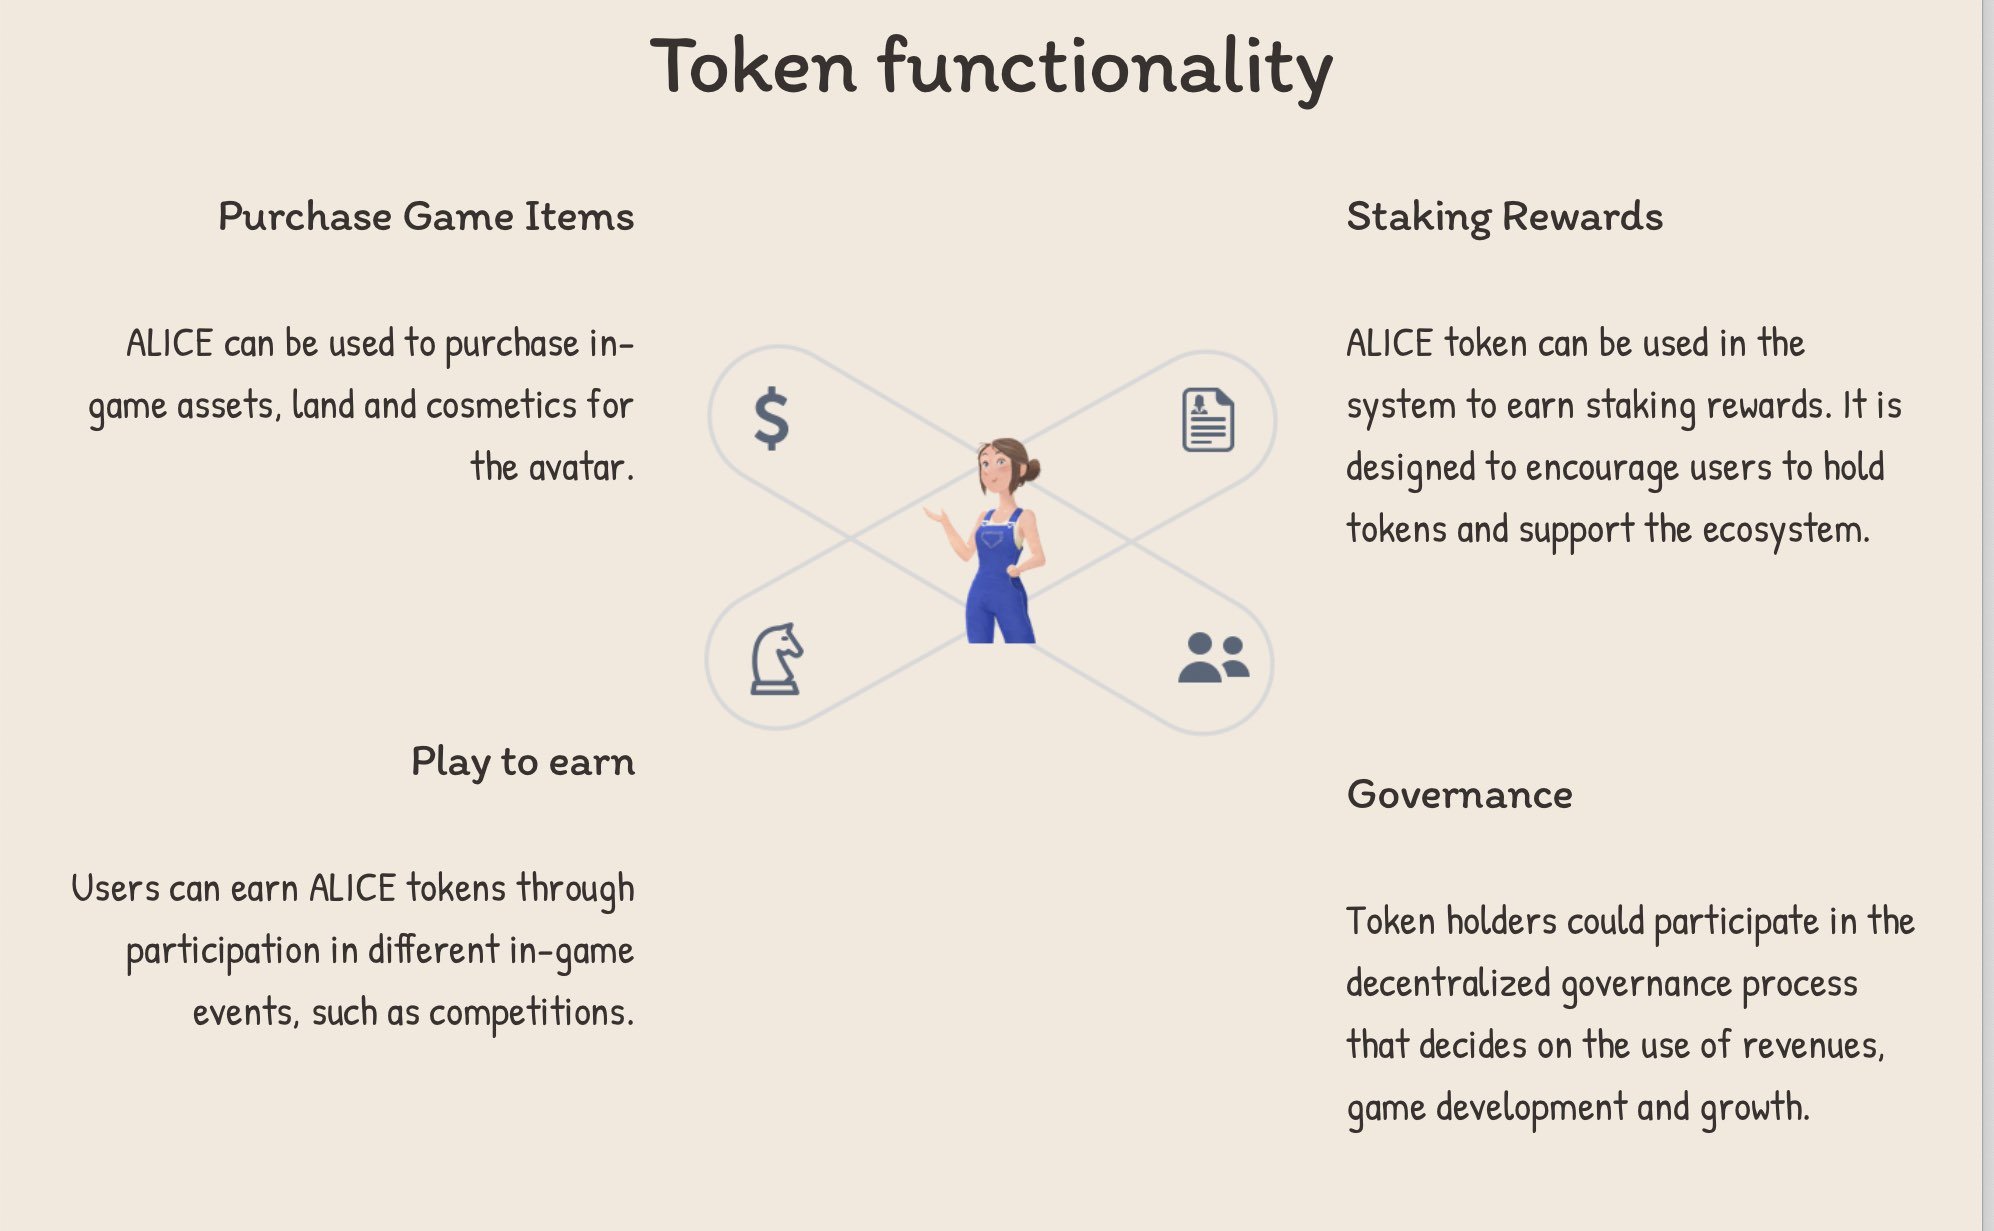 Token functionality
Purchase Game Items
ALICE can be used to purchase in-
game assets, land and cosmetics for
the avatar.
Staking Rewards
ALICE token can be used in the
system to earn staking rewards. It is
designed to encourage users to hold
tokens and support the ecosystem.
$
Play to earn
Users can earn ALICE tokens through
participation in different in-game
events, such as competitions.
Governance
Token holders could participate in the
decentralized governance process
that decides on the use of revenues,
game development and growth.